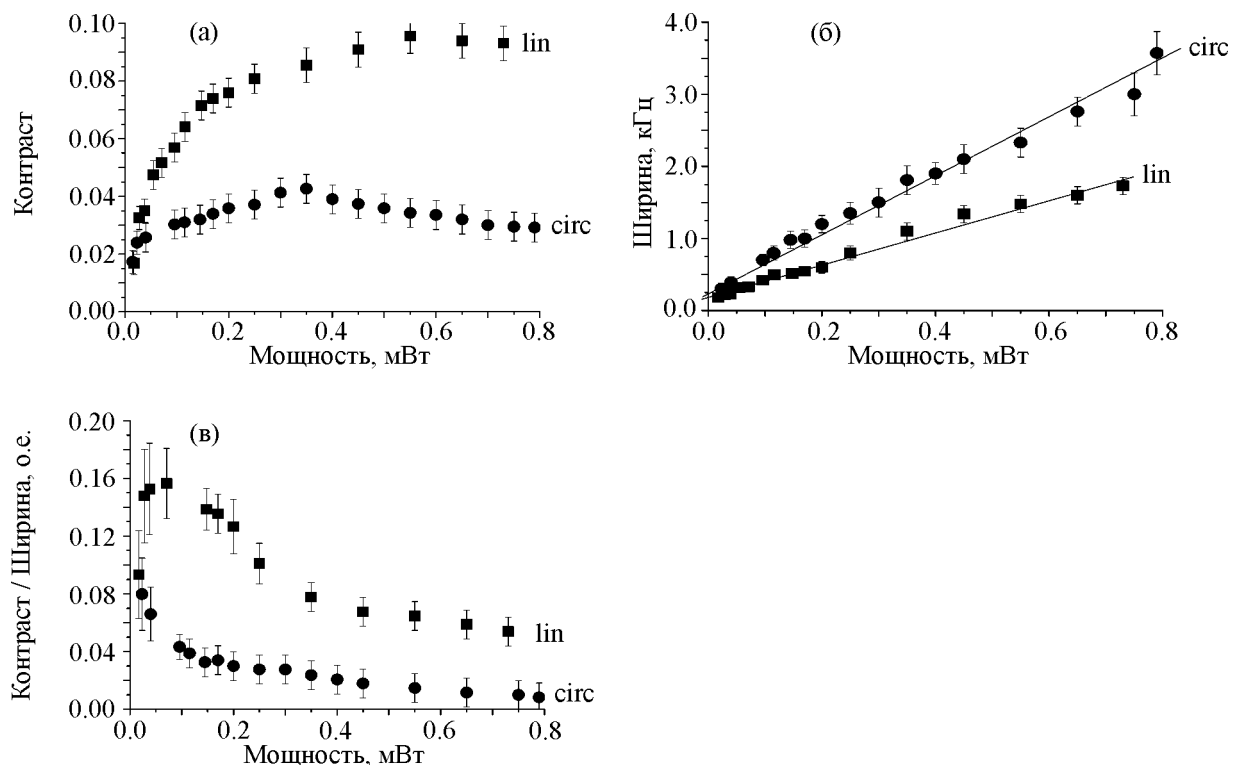 (а)
lin
circ
Контраст
0.10
0.08
0.06
0.04
0.02
0.00
0.0 0.2 0.4 0.6 0.8
Мощность, мВт
(б)
circ
lin
Ширина, кГц
4.0
3.0
2.0
1.0
0.0
0.0 0.2 0.4 0.6 0.8
Мощность, мВт
(в)
lin
circ
Контраст / Ширина, о.е.
0.20
0.16
0.12
0.08
0.04
0.00
0.0 0.2 0.4 0.6 0.8
Мощность, мВт